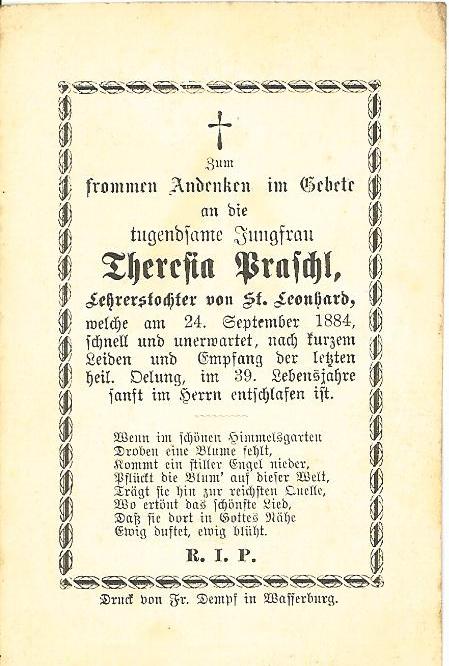 Zum
frommen Andenken im Gebete
an die
tugendsame Jungfrau
Theresia Praschl,
Lehrerstochter von St. Leonhard,
welche am 24. September 1884,
schnell und unerwartet, nach kurzem
Leiden und Empfang der letzten
heil. Oelung, im 39. Lebensjahre
sanft im Herrn entschlafen ist.
Wenn im schönen Himmelsgarten
Droben eine Blume fehlt,
Kommt ein stiller Engel nieder,
Pflückt die Blum' auf dieser Welt,
Trägt sie hin zur reichsten Quelle,
Wo ertönt das schönste Lied,
Daß sie dort in Gottes Nähe
Ewig duftet, ewig blüht.
R. I. P.
Druck von Fr. Dempf in Wasserburg.